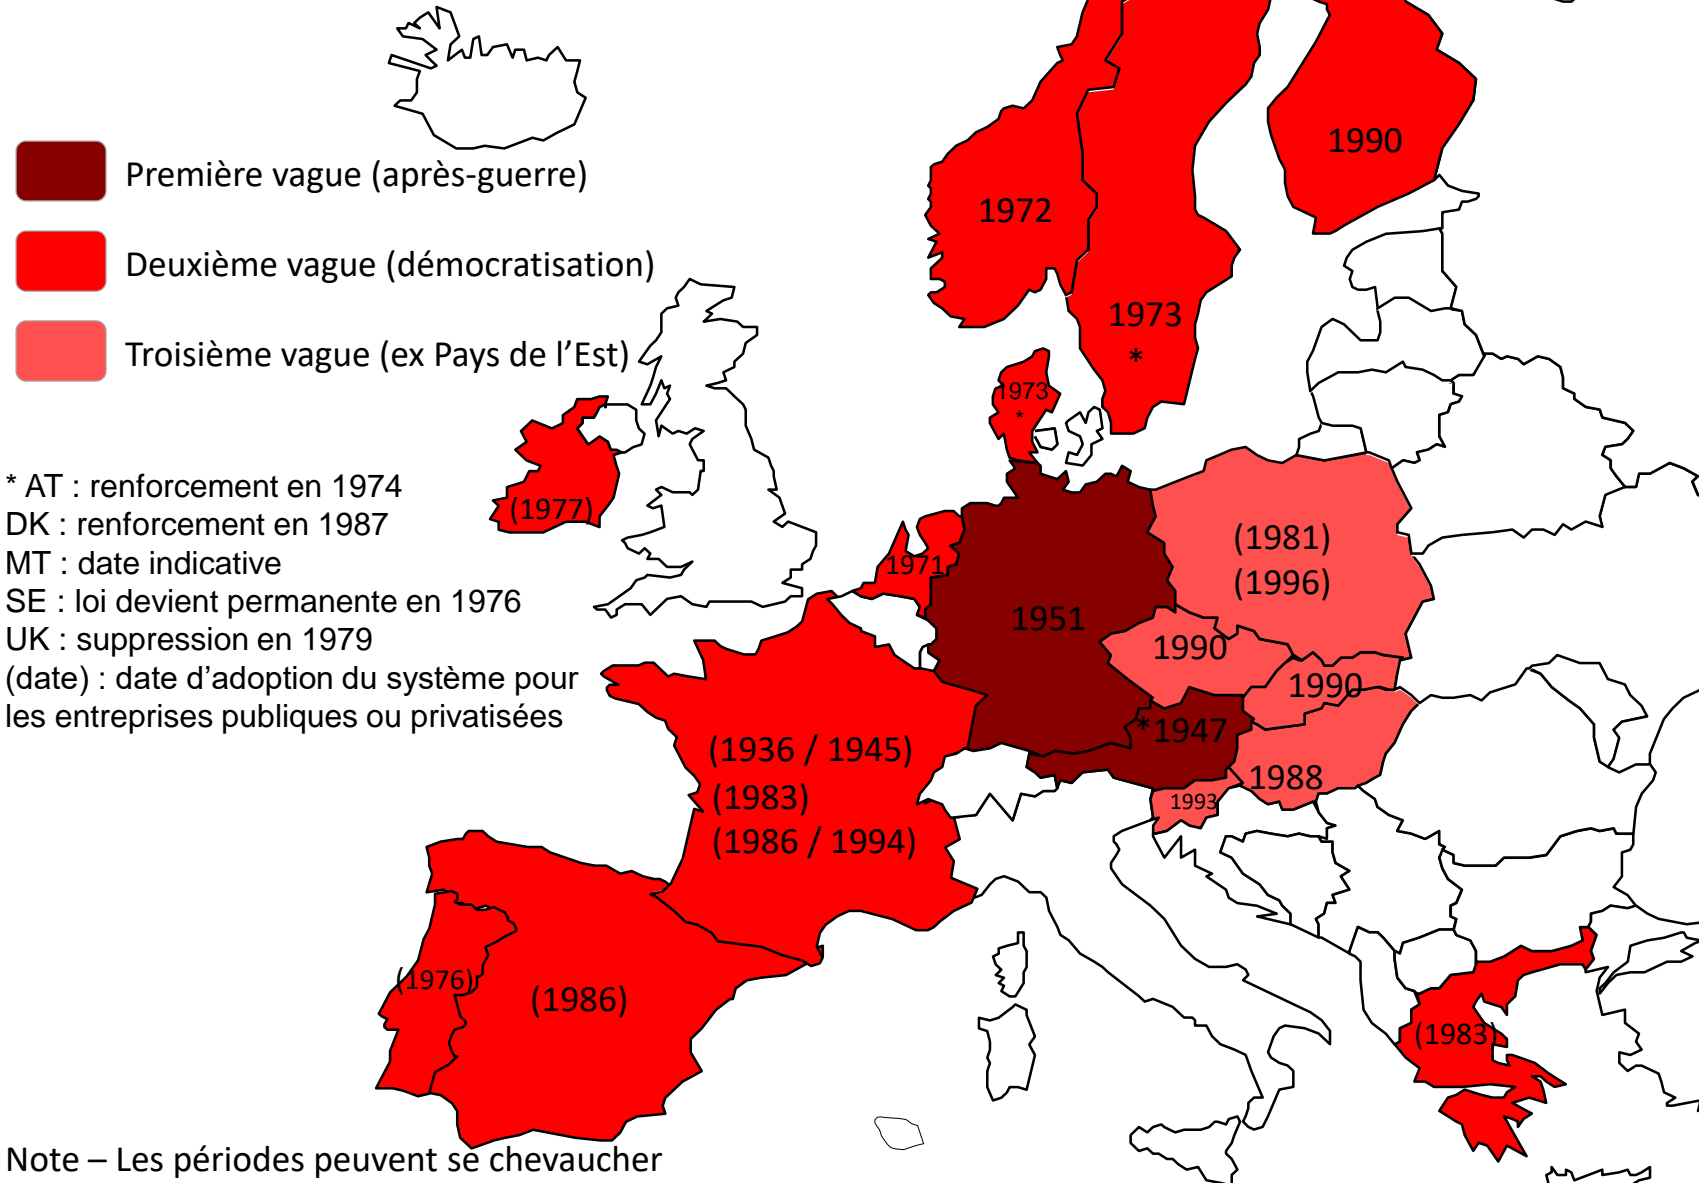 Première vague (après-guerre)
Deuxième vague (démocratisation)
Troisième vague (ex Pays de l’Est)
* AT : renforcement en 1974
DK : renforcement en 1987
MT : date indicative
SE : loi devient permanente en 1976
UK : suppression en 1979
(date) : date d’adoption du système pour
les entreprises publiques ou privatisées
1990
1972
1973
*
1973
*
(1977)
1971
1951
(1981)
(1996)
1990
1990
*1947
1988
1993
(1936 / 1945)
(1983)
(1986 / 1994)
(1976)
(1986)
(1983)
Note – Les périodes peuvent se chevaucher